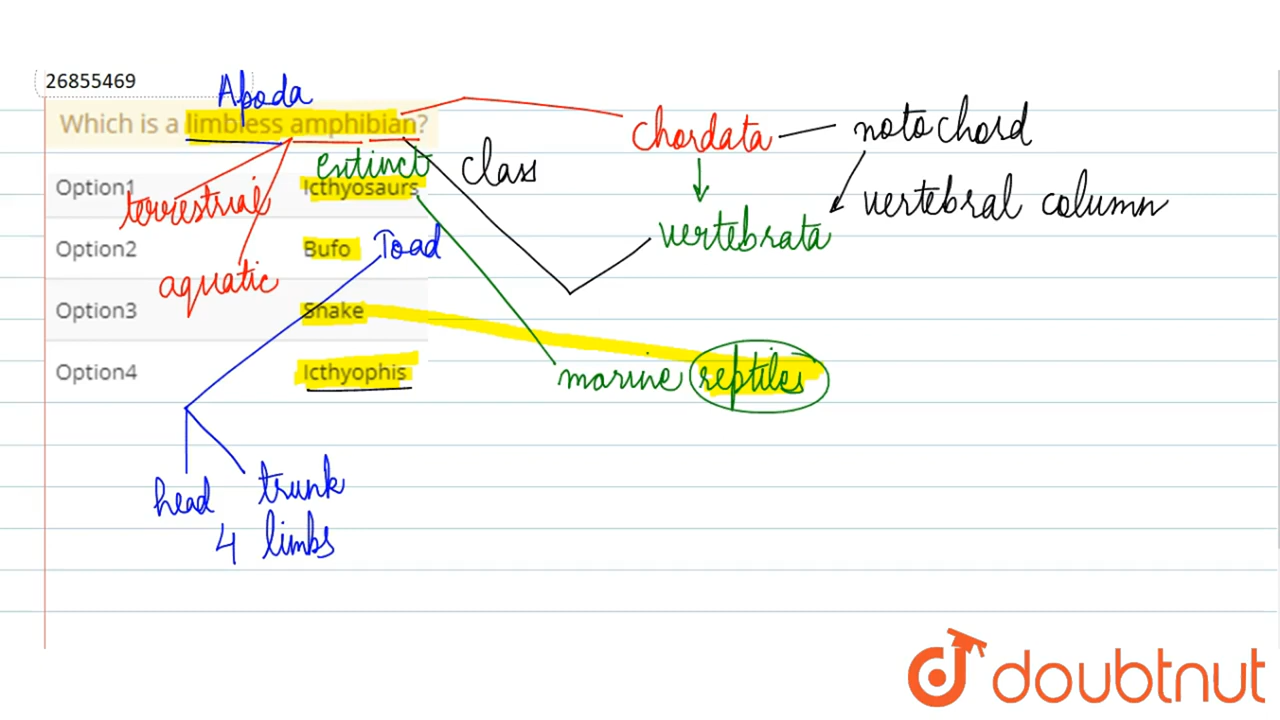 26855469
Apoda
Which is a limbless amphibian?
chordata
notochord
extinct
class
Option1
Icthyosaurs
terrestrial
vertebral column
vertebrata
Option2
Bufo
Toad
aquatic
Option3
Snake
Option4
Icthyophis
marine reptiles
head
trunk
4 limbs
doubtnut